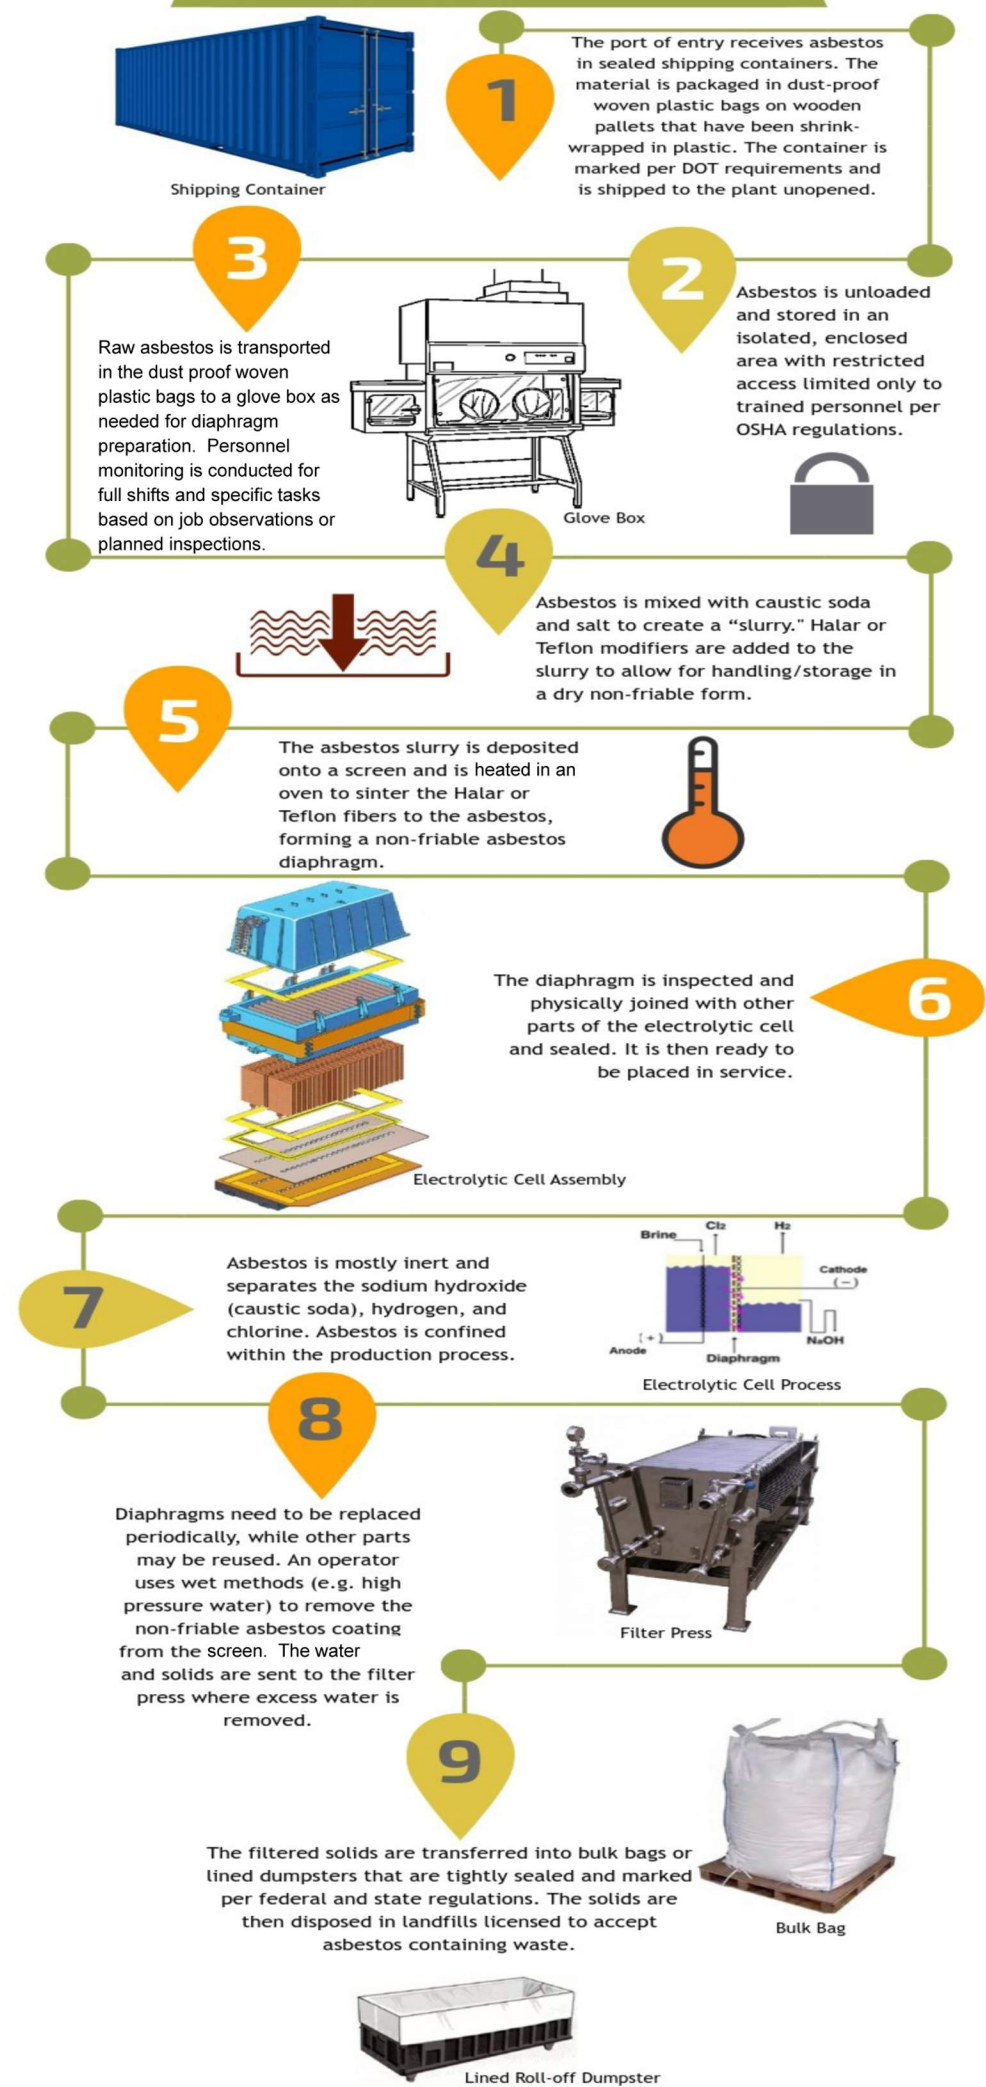 1
The port of entry receives asbestos
in sealed shipping containers. The
material is packaged in dust-proof
woven plastic bags on wooden
pallets that have been shrink-
wrapped in plastic. The container is
marked per DOT requirements and
is shipped to the plant unopened.
Shipping Container
2
Asbestos is unloaded
and stored in an
isolated, enclosed
area with restricted
access limited only to
trained personnel per
OSHA regulations.
3
Raw asbestos is transported
in the dust proof woven
plastic bags to a glove box as
needed for diaphragm
preparation. Personnel
monitoring is conducted for
full shifts and specific tasks
based on job observations or
planned inspections.
Glove Box
4
Asbestos is mixed with caustic soda
and salt to create a “slurry." Halar or
Teflon modifiers are added to the
slurry to allow for handling/storage in
a dry non-friable form.
5
The asbestos slurry is deposited
onto a screen and is heated in an
oven to sinter the Halar or
Teflon fibers to the asbestos,
forming a non-friable asbestos
diaphragm.
6
The diaphragm is inspected and
physically joined with other
parts of the electrolytic cell
and sealed. It is then ready to
be placed in service.
Electrolytic Cell Assembly
7
Asbestos is mostly inert and
separates the sodium hydroxide
(caustic soda), hydrogen, and
chlorine. Asbestos is confined
within the production process.
Brine
Cl2
H2
Cathode
(−)
NaOH
(+)
Anode
Diaphragm
Electrolytic Cell Process
8
Diaphragms need to be replaced
periodically, while other parts
may be reused. An operator
uses wet methods (e.g. high
pressure water) to remove the
non-friable asbestos coating
from the screen. The water
and solids are sent to the filter
press where excess water is
removed.
Filter Press
9
The filtered solids are transferred into bulk bags or
lined dumpsters that are tightly sealed and marked
per federal and state regulations. The solids are
then disposed in landfills licensed to accept
asbestos containing waste.
Bulk Bag
Lined Roll-off Dumpster